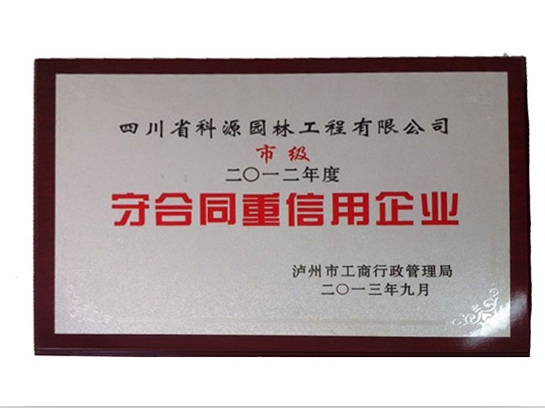 四川省科源园林工程有限公司
市级
二〇一二年度
守合同重信用企业
泸州市工商行政管理局
二〇一三年九月